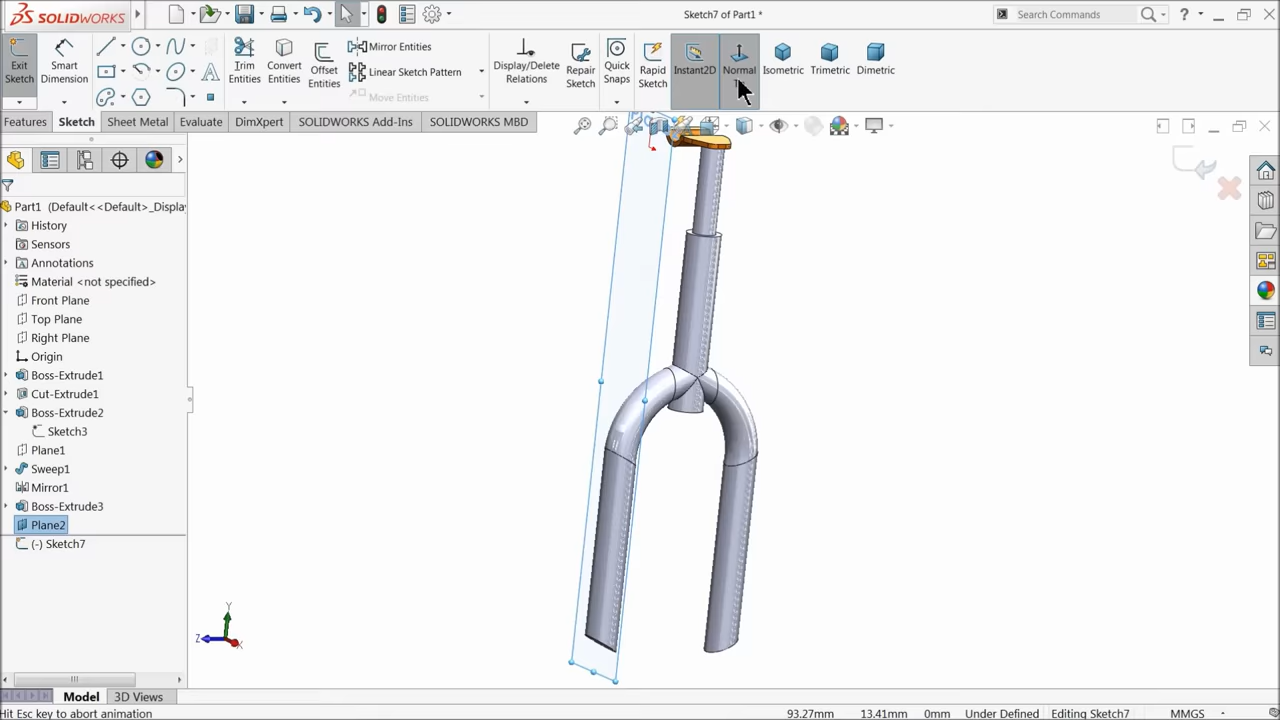 SOLIDWORKS
Sketch7 of Part1 *
Search Commands
?
Exit Sketch
Smart Dimension
Trim Entities
Convert Entities
Offset Entities
Mirror Entities
Linear Sketch Pattern
Move Entities
Display/Delete Relations
Repair Sketch
Quick Snaps
Rapid Sketch
Instant2D
Normal
Isometric
Trimetric
Dimetric
Features
Sketch
Sheet Metal
Evaluate
DimXpert
SOLIDWORKS Add-Ins
SOLIDWORKS MBD
Part1 (Default<<Default>_Display
History
Sensors
Annotations
Material <not specified>
Front Plane
Top Plane
Right Plane
Origin
Boss-Extrude1
Cut-Extrude1
Boss-Extrude2
Sketch3
Plane1
Sweep1
Mirror1
Boss-Extrude3
Plane2
(-) Sketch7
Y
Z
X
Model
3D Views
Hit Esc key to abort animation
93.27mm
13.41mm
0mm
Under Defined
Editing Sketch7
MMGS